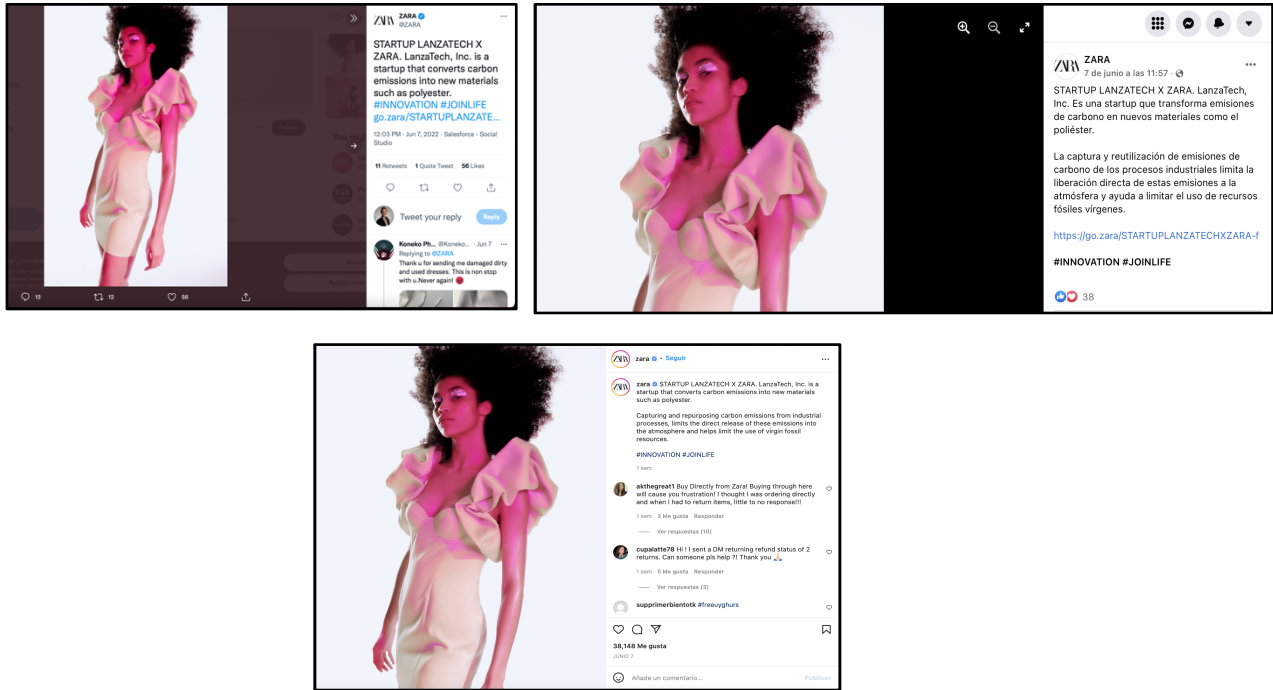 ZARA
ZARA
@ZARA
STARTUP LANZATECH X
ZARA. LanzaTech, Inc. is a
startup that converts carbon
emissions into new materials
such as polyester.
#INNOVATION #JOINLIFE
go.zara/STARTUPLANZATE...
12:03 PM · Jun 7, 2022 · Salesforce - Social
Studio
11 Retweets 1 Quote Tweet 56 Likes
Tweet your reply
Reply
Koneko Ph... @Koneko... · Jun 7
Replying to @ZARA
Thank u for sending me damaged dirty
and used dresses. This is non stop
with u.Never again!
13 12 56
ZARA
ZARA
7 de junio a las 11:57 ·
STARTUP LANZATECH X ZARA. LanzaTech,
Inc. Es una startup que transforma emisiones
de carbono en nuevos materiales como el
poliéster.
La captura y reutilización de emisiones de
carbono de los procesos industriales limita la
liberación directa de estas emisiones a la
atmósfera y ayuda a limitar el uso de recursos
fósiles vírgenes.
https://go.zara/STARTUPLANZATECHXZARA-f
#INNOVATION #JOINLIFE
38
ZARA
zara • Seguir
ZARA
zara STARTUP LANZATECH X ZARA. LanzaTech, Inc. is a
startup that converts carbon emissions into new materials
such as polyester.
Capturing and repurposing carbon emissions from industrial
processes, limits the direct release of these emissions into
the atmosphere and helps limit the use of virgin fossil
resources.
#INNOVATION #JOINLIFE
1 sem
akthegreat1 Buy Directly from Zara! Buying through here
will cause you frustration! I thought I was ordering directly
and when I had to return items, little to no response!!!
1 sem 3 Me gusta Responder
Ver respuestas (10)
cupalatte78 Hi ! I sent a DM returning refund status of 2
returns. Can someone pls help ?! Thank you
1 sem 5 Me gusta Responder
Ver respuestas (3)
supprimerbientotk #freeuyghurs
38,148 Me gusta
JUNIO 7
Añade un comentario...
Publicar